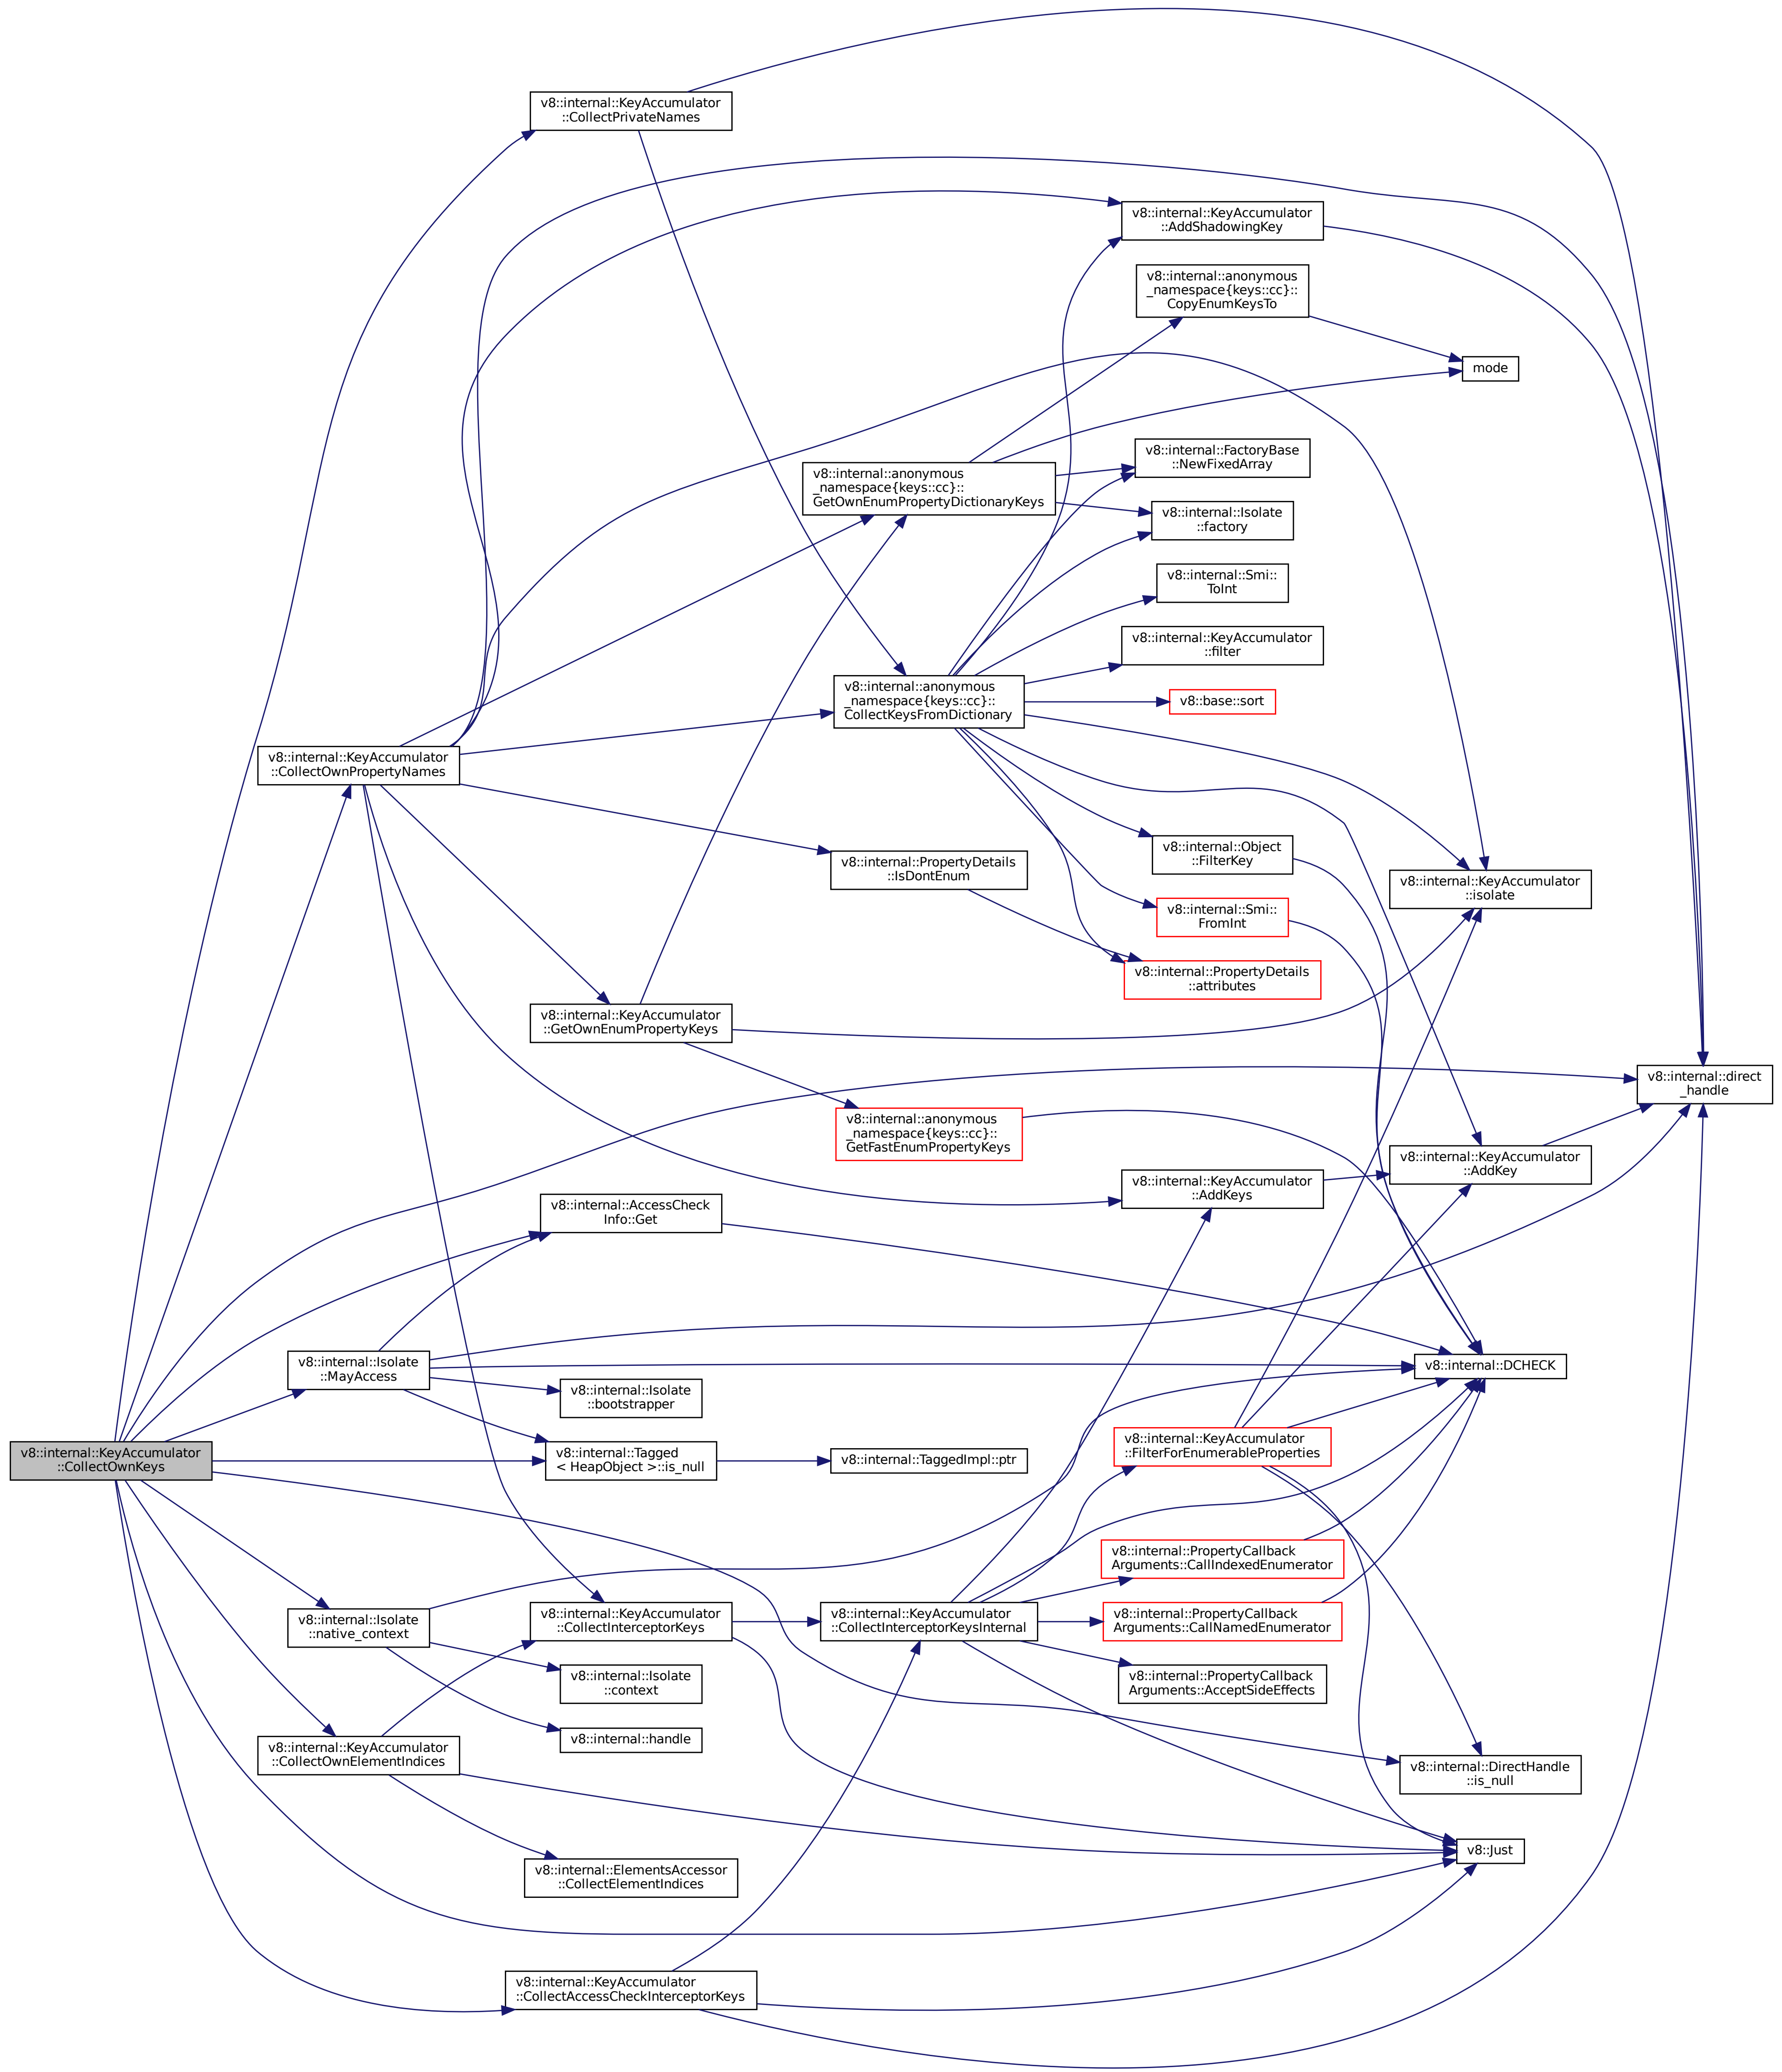 v8::internal::KeyAccumulator
::CollectOwnKeys
v8::internal::KeyAccumulator
::CollectPrivateNames
v8::internal::KeyAccumulator
::CollectOwnPropertyNames
v8::internal::KeyAccumulator
::GetOwnEnumPropertyKeys
v8::internal::AccessCheck
Info::Get
v8::internal::Isolate
::MayAccess
v8::internal::Isolate
::bootstrapper
v8::internal::Tagged
< HeapObject >::is_null
v8::internal::TaggedImpl::ptr
v8::internal::Isolate
::native_context
v8::internal::KeyAccumulator
::CollectInterceptorKeys
v8::internal::Isolate
::context
v8::internal::handle
v8::internal::KeyAccumulator
::CollectOwnElementIndices
v8::internal::ElementsAccessor
::CollectElementIndices
v8::internal::KeyAccumulator
::CollectAccessCheckInterceptorKeys
v8::internal::anonymous
_namespace{keys::cc}::
GetOwnEnumPropertyDictionaryKeys
v8::internal::anonymous
_namespace{keys::cc}::
CollectKeysFromDictionary
v8::internal::PropertyDetails
::IsDontEnum
v8::internal::anonymous
_namespace{keys::cc}::
GetFastEnumPropertyKeys
v8::internal::KeyAccumulator
::CollectInterceptorKeysInternal
v8::internal::KeyAccumulator
::AddShadowingKey
v8::internal::anonymous
_namespace{keys::cc}::
CopyEnumKeysTo
mode
v8::internal::FactoryBase
::NewFixedArray
v8::internal::Isolate
::factory
v8::internal::Smi::
ToInt
v8::internal::KeyAccumulator
::filter
v8::base::sort
v8::internal::Object
::FilterKey
v8::internal::Smi::
FromInt
v8::internal::PropertyDetails
::attributes
v8::internal::KeyAccumulator
::isolate
v8::internal::direct
_handle
v8::internal::KeyAccumulator
::AddKeys
v8::internal::KeyAccumulator
::AddKey
v8::internal::DCHECK
v8::internal::KeyAccumulator
::FilterForEnumerableProperties
v8::internal::PropertyCallback
Arguments::CallIndexedEnumerator
v8::internal::PropertyCallback
Arguments::CallNamedEnumerator
v8::internal::PropertyCallback
Arguments::AcceptSideEffects
v8::internal::DirectHandle
::is_null
v8::Just